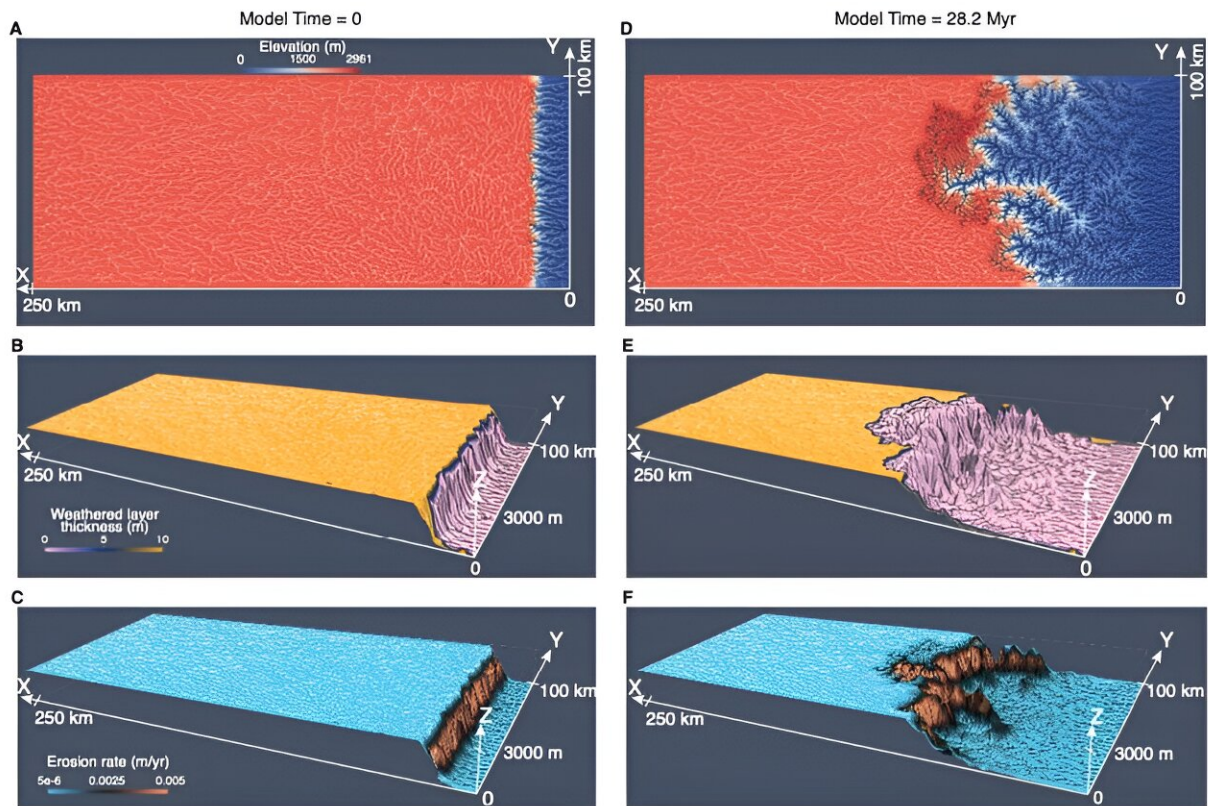 Model Time = 0
A
Elevation (m)
0 1500 2981
Y
100 km
X
250 km
0
B
Y
X
100 km
250 km
Z
3000 m
Weathered layer
thickness (m)
0 5 10
0
C
Y
X
100 km
250 km
Z
3000 m
Erosion rate (m/yr)
5e-6 0.0025 0.005
0
Model Time = 28.2 Myr
D
Y
100 km
X
250 km
0
E
Y
X
100 km
250 km
Z
3000 m
0
F
Y
X
100 km
250 km
Z
3000 m
0